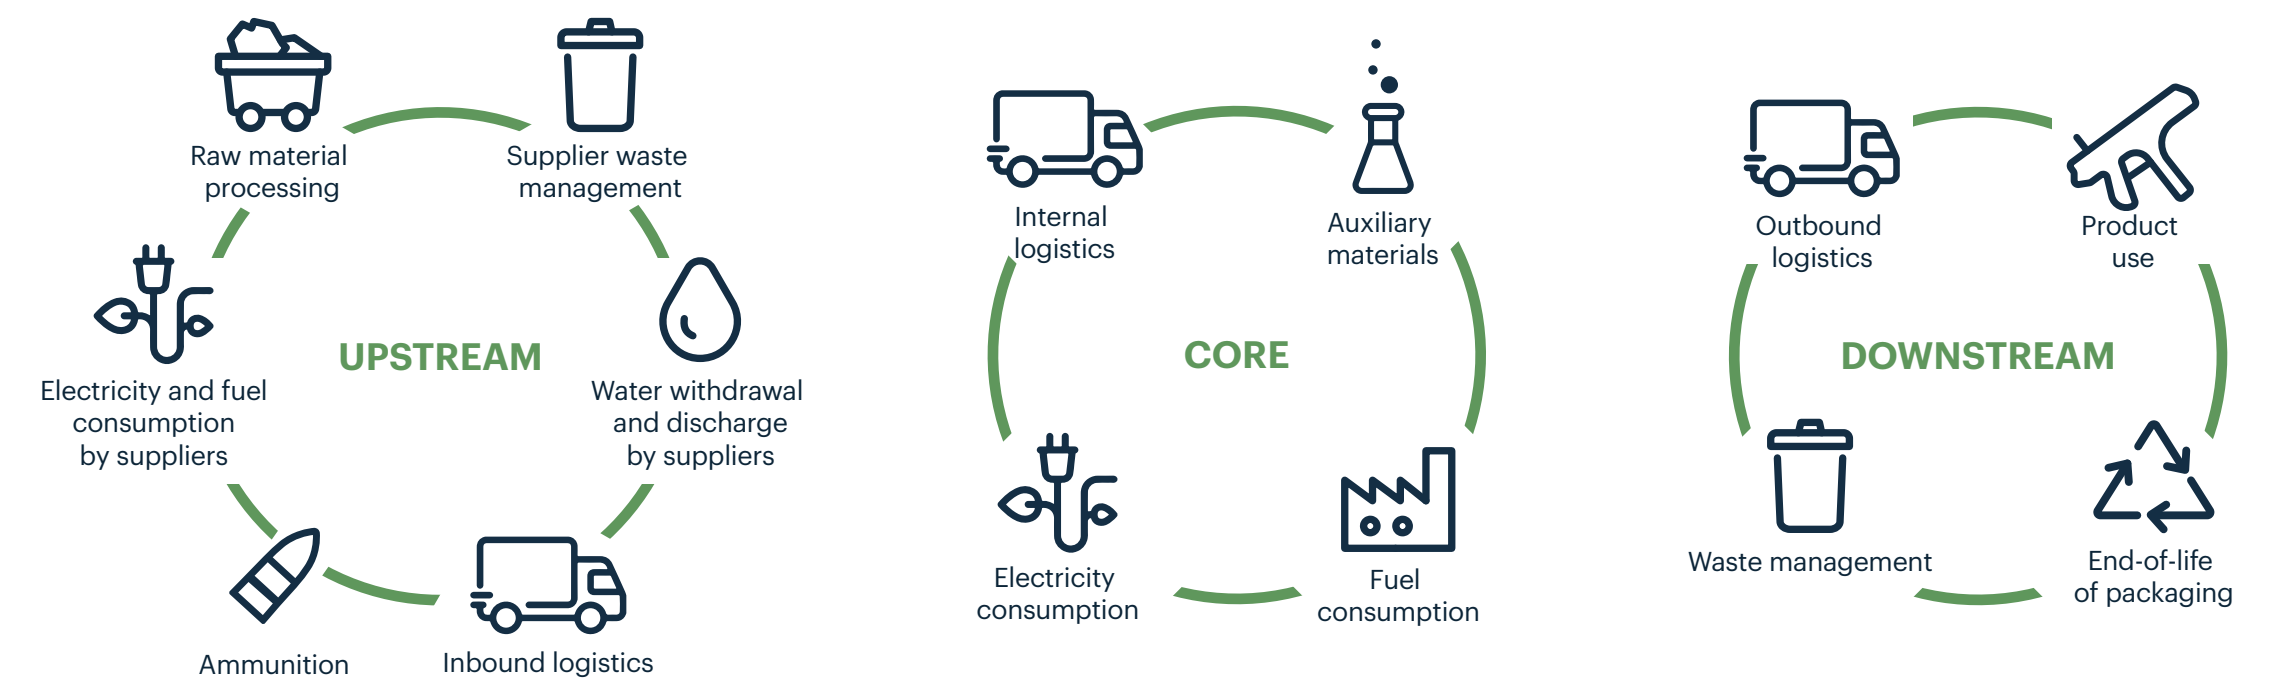 Raw material
processing
Supplier waste
management
Electricity and fuel
consumption
by suppliers
UPSTREAM
Water withdrawal
and discharge
by suppliers
Ammunition
Inbound logistics
Internal
logistics
Auxiliary
materials
CORE
Electricity
consumption
Fuel
consumption
Outbound
logistics
Product
use
DOWNSTREAM
Waste management
End-of-life
of packaging